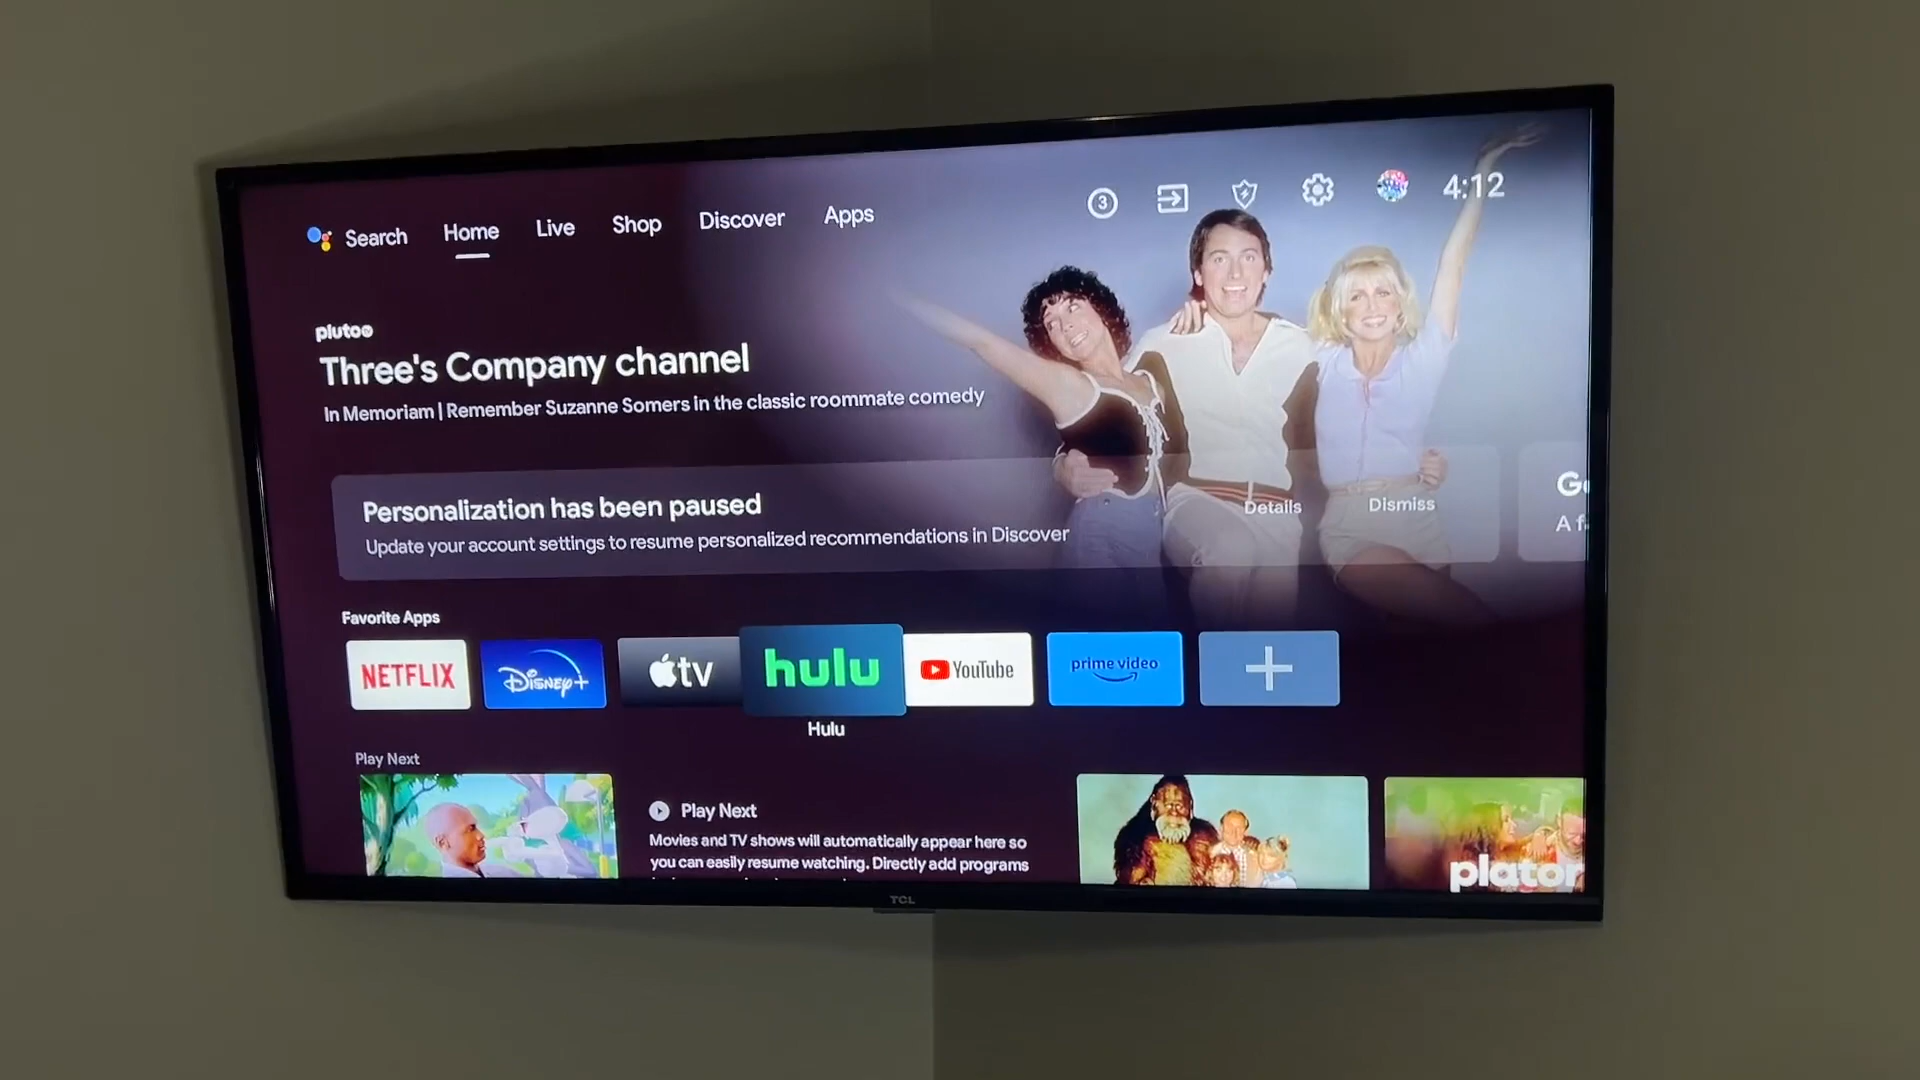 Search Home Live Shop Discover Apps
3
4:12
pluto tv
Three's Company channel
In Memoriam | Remember Suzanne Somers in the classic roommate comedy
Personalization has been paused
Update your account settings to resume personalized recommendations in Discover
Details
Dismiss
Favorite Apps
NETFLIX
Disney+
tv
hulu
YouTube
prime video
Hulu
Play Next
Play Next
Movies and TV shows will automatically appear here so
you can easily resume watching. Directly add programs
TCL